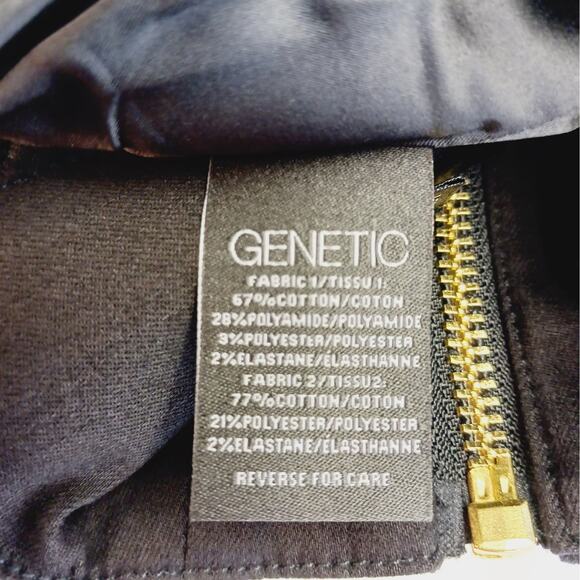 GENETIC
FABRIC 1/TISSU 1:
67%COTTON/COTON
28%POLYAMIDE/POLYAMIDE
3%POLYESTER/POLYESTER
2%ELASTANE/ÉLASTHANNE
FABRIC 2/TISSU2:
77%COTTON/COTON
21%POLYESTER/POLYESTER
2%ELASTANE/ÉLASTHANNE
REVERSE FOR CARE